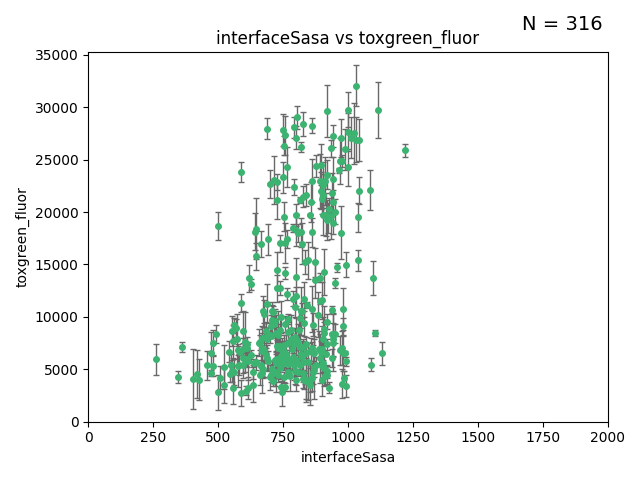 N = 316
interfaceSasa vs toxgreen_fluor
35000
30000
25000
20000
15000
10000
5000
0
toxgreen_fluor
0 250 500 750 1000 1250 1500 1750 2000
interfaceSasa